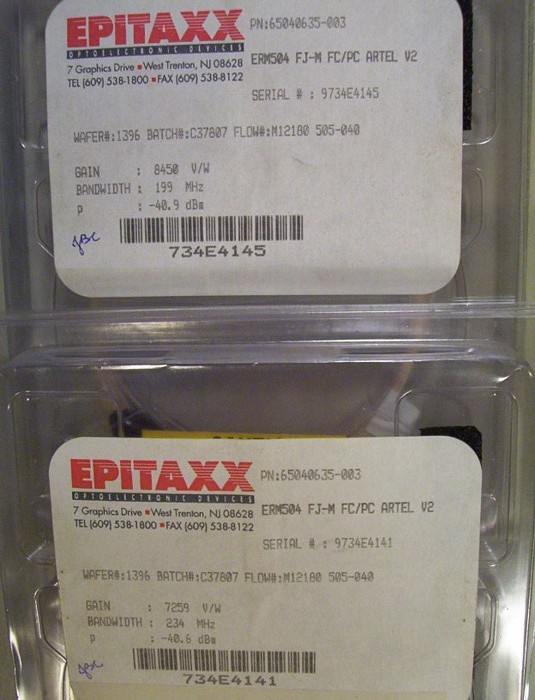 EPITAXX
OPTOELECTRONIC DEVICES
7 Graphics Drive ▪ West Trenton, NJ 08628
TEL (609) 538-1800 ▪ FAX (609) 538-8122
PN:65040635-003
ERM504 FJ-M FC/PC ARTEL V2
SERIAL # : 9734E4145
WAFER#:1396 BATCH#:C37807 FLOW#:M12180 505-040
GAIN : 8450 V/W
BANDWIDTH : 199 MHz
P : -40.9 dBm
734E4145
EPITAXX
OPTOELECTRONIC DEVICES
7 Graphics Drive ▪ West Trenton, NJ 08628
TEL (609) 538-1800 ▪ FAX (609) 538-8122
PN:65040635-003
ERM504 FJ-M FC/PC ARTEL V2
SERIAL # : 9734E4141
WAFER#:1396 BATCH#:C37807 FLOW#:M12180 505-040
GAIN : 7259 V/W
BANDWIDTH : 234 MHz
P : -40.6 dBm
734E4141